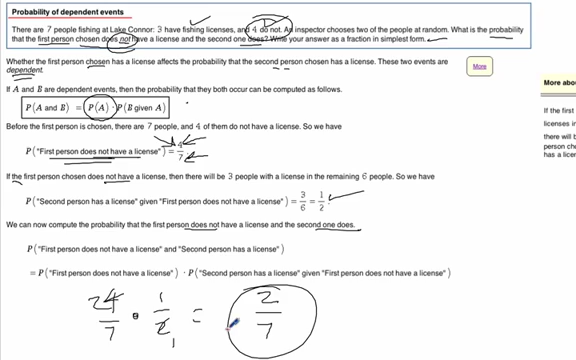 Probability of dependent events
There are 7 people fishing at Lake Connor: 3 have fishing licenses, and 4 do not. An inspector chooses two of the people at random. What is the probability
that the first person chosen does not have a license and the second one does? Write your answer as a fraction in simplest form.
Whether the first person chosen has a license affects the probability that the second person chosen has a license. These two events are
dependent.
More
If A and B are dependent events, then the probability that they both occur can be computed as follows.
P(A and B) = P(A) · P(B given A)
More abou
Before the first person is chosen, there are 7 people, and 4 of them do not have a license. So we have
If the first
licenses in
there will b
person cho
has a licen
P("First person does not have a license") = 4/7
If the first person chosen does not have a license, then there will be 3 people with a license in the remaining 6 people. So we have
P("Second person has a license" given "First person does not have a license") = 3/6 = 1/2
We can now compute the probability that the first person does not have a license and the second one does.
P("First person does not have a license" and "Second person has a license")
= P("First person does not have a license") · P("Second person has a license" given "First person does not have a license")
2 4/7 · 1/2 1 = 2/7